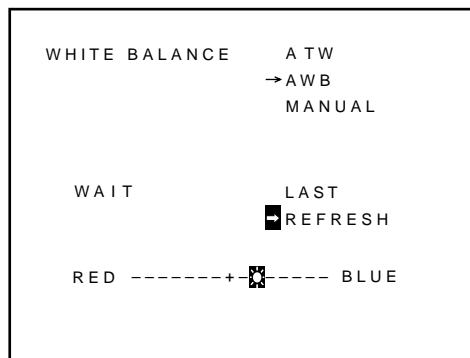 WHITE BALANCE ATW
→AWB
MANUAL
WAIT LAST
➡REFRESH
RED -------+-☼----- BLUE